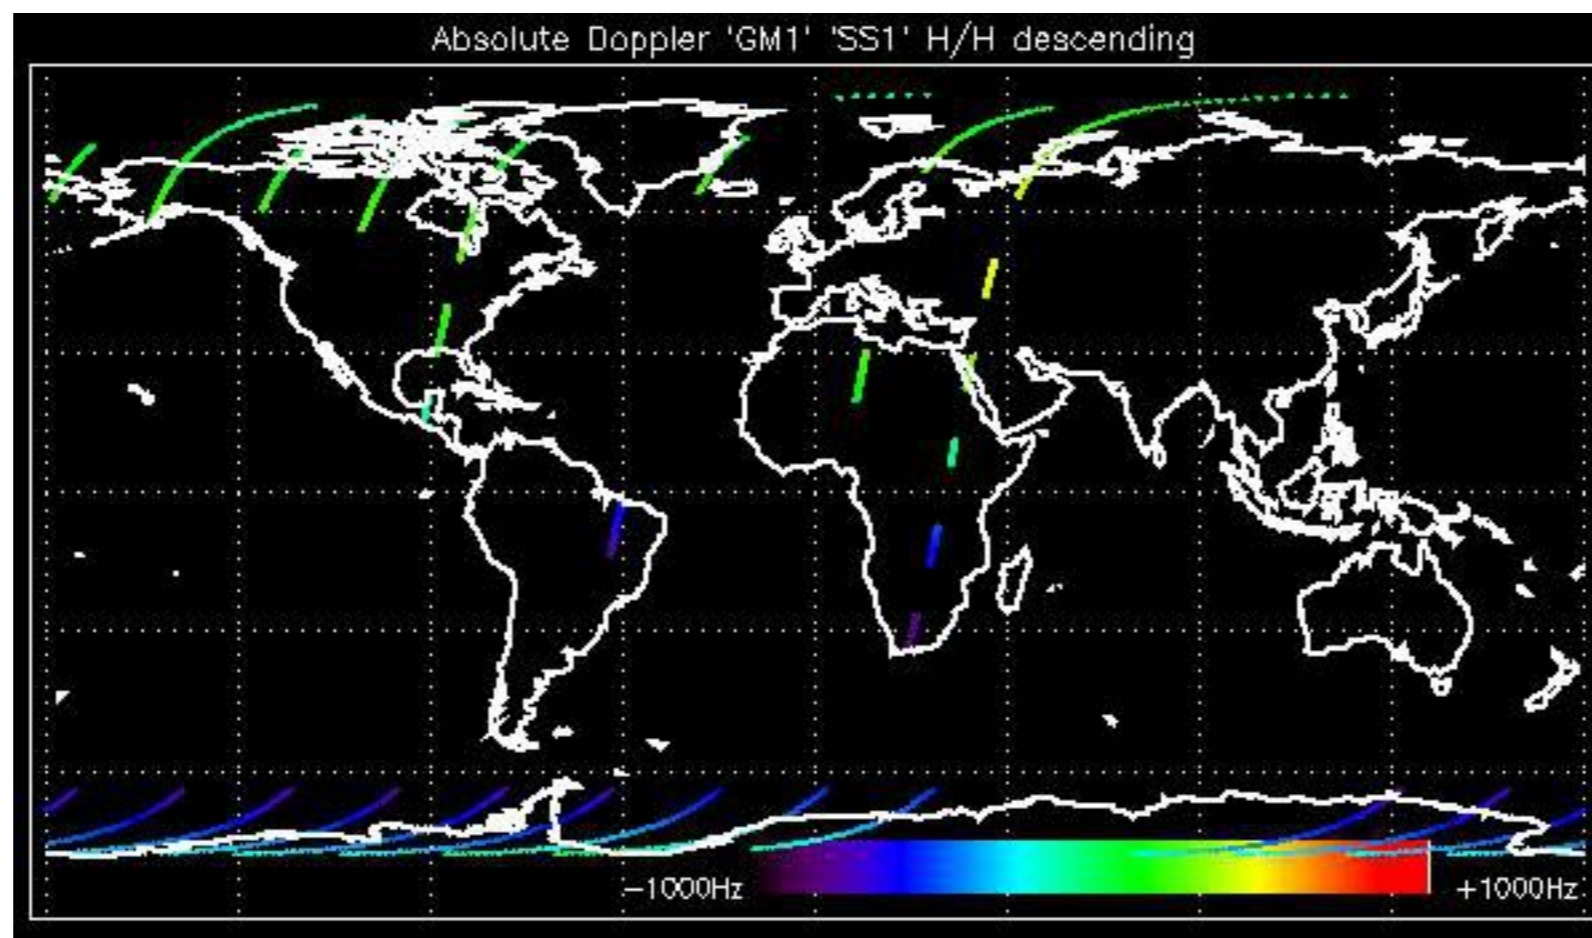 Absolute Doppler 'GM1' 'SS1' H/H descending
-1000Hz
+1000Hz